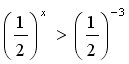 (1/2)^x > (1/2)^{-3}